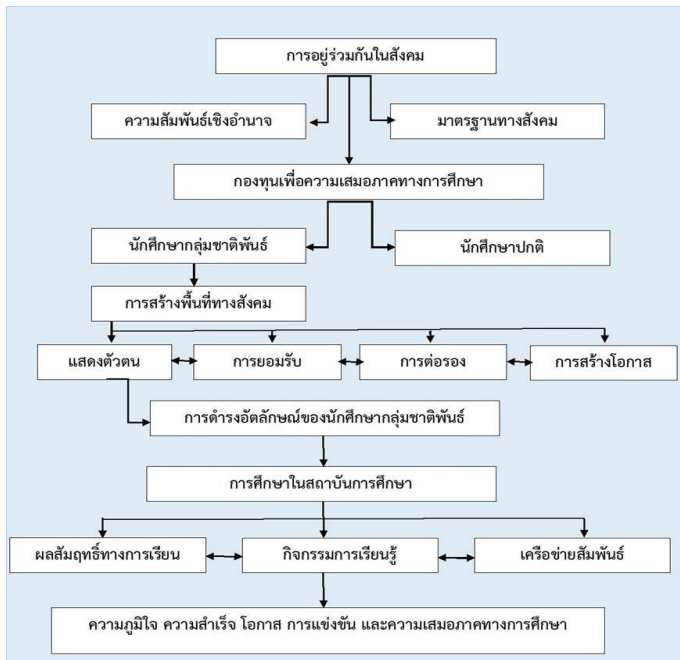 การอยู่ร่วมกันในสังคม
ความสัมพันธ์เชิงอำนาจ
มาตรฐานทางสังคม
กองทุนเพื่อความเสมอภาคทางการศึกษา
นักศึกษากลุ่มชาติพันธ์
นักศึกษาปกติ
การสร้างพื้นที่ทางสังคม
แสดงตัวตน
การยอมรับ
การต่อรอง
การสร้างโอกาส
การดำรงอัตลักษณ์ของนักศึกษากลุ่มชาติพันธ์
การศึกษาในสถาบันการศึกษา
ผลสัมฤทธิ์ทางการเรียน
กิจกรรมการเรียนรู้
เครือข่ายสัมพันธ์
ความภูมิใจ ความสำเร็จ โอกาส การแข่งขัน และความเสมอภาคทางการศึกษา